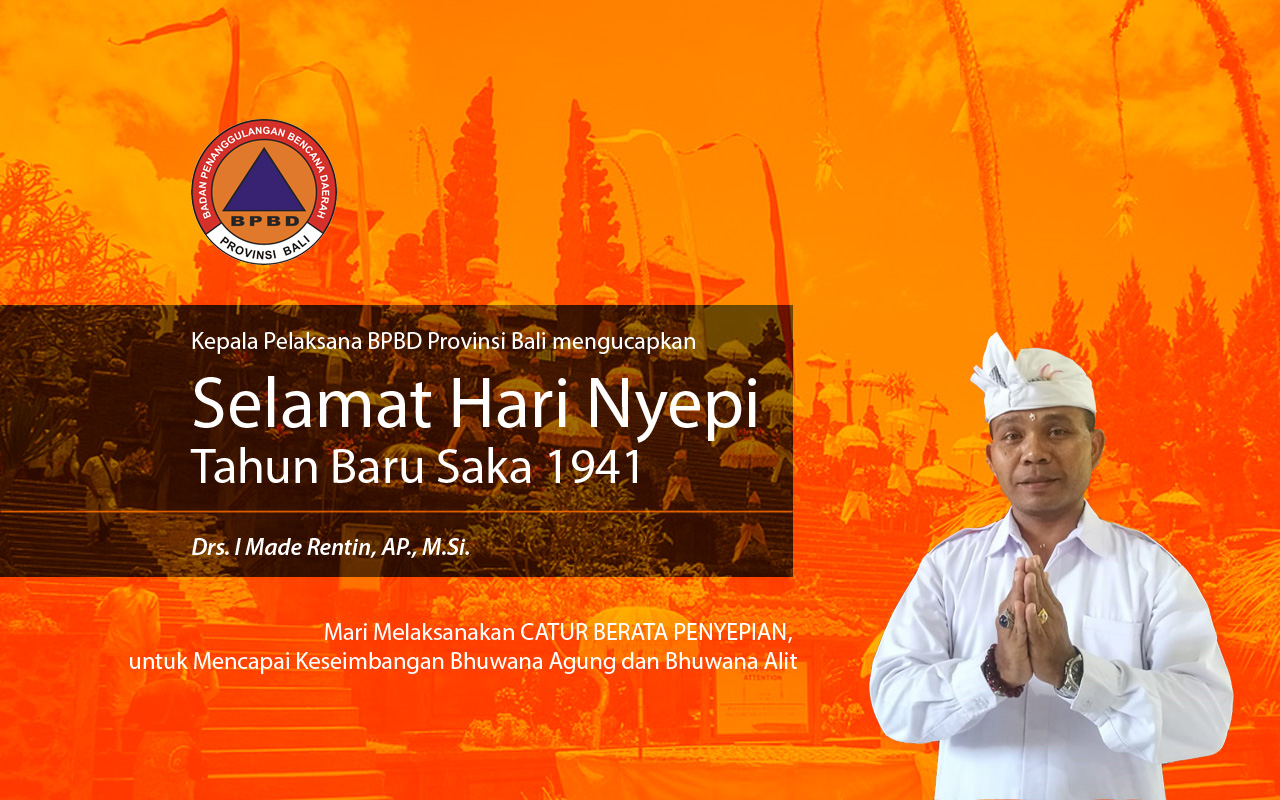 BADAN PENANGGULANGAN BENCANA DAERAH
BPBD
PROVINSI BALI
Kepala Pelaksana BPBD Provinsi Bali mengucapkan
Selamat Hari Nyepi
Tahun Baru Saka 1941
Drs. I Made Rentin, AP., M.Si.
Mari Melaksanakan CATUR BERATA PENYEPIAN,
untuk Mencapai Keseimbangan Bhuwana Agung dan Bhuwana Alit
ATTENTION